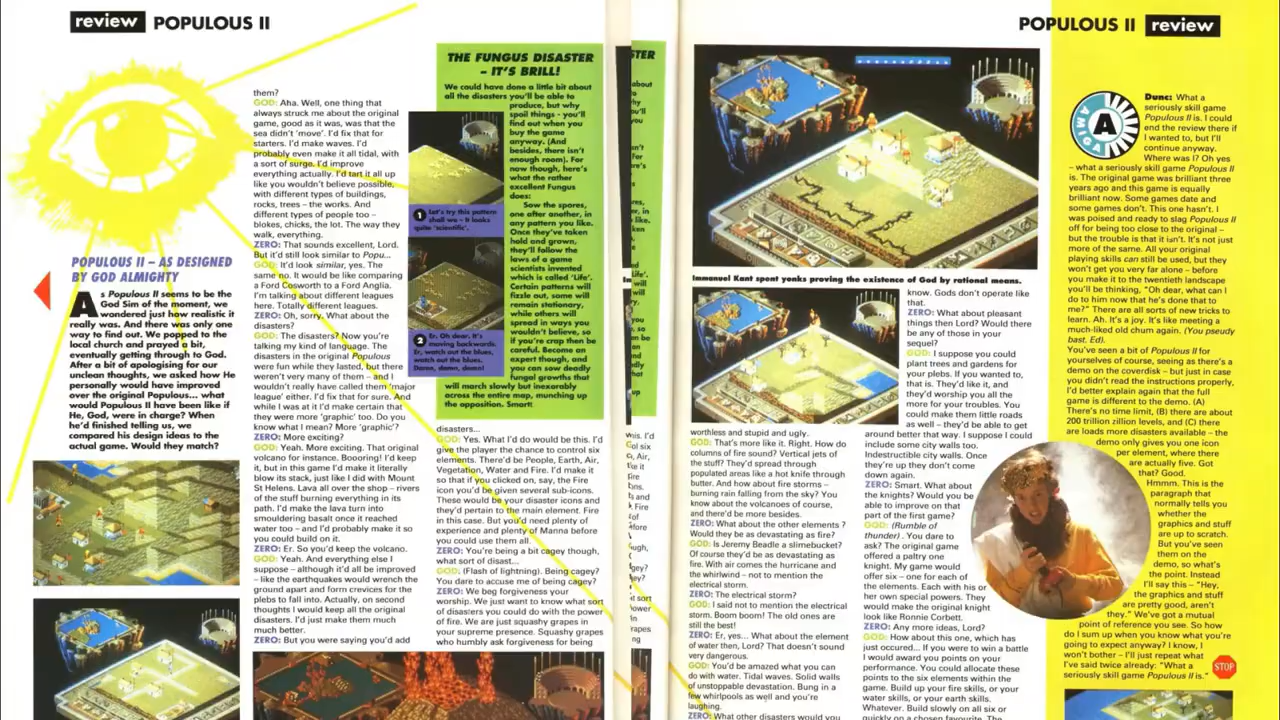 review POPULOUS II
POPULOUS II – AS DESIGNED
BY GOD ALMIGHTY
As Populous II seems to be the
God Sim of the moment, we
wondered just how realistic it
really was. And there was only one
way to find out. We popped to the
local church and prayed a bit,
eventually getting through to God.
After a bit of apologising for our
unclean thoughts, we asked how He
personally would have improved
over the original Populous... what
would Populous II have been like if
He, God, were in charge? When
he'd finished telling us, we
compared his design ideas to the
actual game. Would they match?
them?
GOD: Aha. Well, one thing that
always struck me about the original
game, good as it was, was that the
sea didn't 'move'. I'd fix that for
starters. I'd make waves. I'd
probably even make it all tidal, with
a sort of surge. I'd improve
everything actually. I'd tart it all up
like you wouldn't believe possible,
with different types of buildings,
rocks, trees – the works. And
different types of people too –
blokes, chicks, the lot. The way they
walk, everything.
ZERO: That sounds excellent, Lord.
But it'd still look similar to Popu...
GOD: It'd look similar, yes. The
same no. It would be like comparing
a Ford Cosworth to a Ford Anglia.
I'm talking about different leagues
here. Totally different leagues.
ZERO: Oh, sorry. What about the
disasters?
GOD: The disasters? Now you're
talking my kind of language. The
disasters in the original Populous
were fun while they lasted, but there
weren't very many of them – and I
wouldn't really have called them 'major
league' either. I'd fix that for sure. And
while I was at it I'd make certain that
they were more 'graphic' too. Do you
know what I mean? More 'graphic'?
ZERO: More exciting?
GOD: Yeah. More exciting. That original
volcano for instance. Boooring! I'd keep
it, but in this game I'd make it literally
blow its stack, just like I did with Mount
St Helens. Lava all over the shop – rivers
of the stuff burning everything in its
path. I'd make the lava turn into
smouldering basalt once it reached
water too – and I'd probably make it so
you could build on it.
ZERO: Er. So you'd keep the volcano.
GOD: Yeah. And everything else I
suppose – although it'd all be improved
– like the earthquakes would wrench the
ground apart and form crevices for the
plebs to fall into. Actually, on second
thoughts I would keep all the original
disasters. I'd just make them much
much better.
ZERO: But you were saying you'd add
THE FUNGUS DISASTER
– IT'S BRILL!
We could have done a little bit about
all the disasters you'll be able to
produce, but why
spoil things – you'll
find out when you
buy the game
anyway. (And
besides, there isn't
enough room). For
now though, here's
what the rather
excellent Fungus
does:
Sow the spores,
one after another, in
any pattern you like.
Once they've taken
hold and grown,
they'll follow the
laws of a game
scientists invented
which is called 'Life'.
Certain patterns will
fizzle out, some will
remain stationary,
while others will
spread in ways you
wouldn't believe, so
if you're crap then be
careful. Become an
expert though, and
you can sow deadly
fungal growths that
will march slowly but inexorably
across the entire map, munching up
the opposition. Smart!
1 Let's try this pattern
shall we – it looks
quite 'scientific'.
2 Er. Oh dear. It's
moving backwards.
Er, watch out the blues,
watch out the blues.
Damn, damn, damn!
disasters...
GOD: Yes. What I'd do would be this. I'd
give the player the chance to control six
elements. There'd be People, Earth, Air,
Vegetation, Water and Fire. I'd make it
so that if you clicked on, say, the Fire
icon you'd be given several sub-icons.
These would be your disaster icons and
they'd pertain to the main element. Fire
in this case. But you'd need plenty of
experience and plenty of Manna before
you could use them all.
ZERO: You're being a bit cagey though,
what sort of disast...
GOD: (Flash of lightning). Being cagey?
You dare to accuse me of being cagey?
ZERO: We beg forgiveness your
worship. We just want to know what sort
of disasters you could do with the power
of fire. We are just squashy grapes in
your supreme presence. Squashy grapes
who humbly ask forgiveness for being
POPULOUS II review
Immanuel Kant spent yonks proving the existence of God by rational means.
worthless and stupid and ugly.
GOD: That's more like it. Right. How do
columns of fire sound? Vertical jets of
the stuff? They'd spread through
populated areas like a hot knife through
butter. And how about fire storms –
burning rain falling from the sky? You
know about the volcanoes of course,
and there'd be more besides.
ZERO: What about the other elements ?
Would they be as devastating as fire?
GOD: Is Jeremy Beadle a slimebucket?
Of course they'd be as devastating as
fire. With air comes the hurricane and
the whirlwind – not to mention the
electrical storm.
ZERO: The electrical storm?
GOD: I said not to mention the electrical
storm. Boom boom! The old ones are
still the best!
ZERO: Er, yes... What about the element
of water then, Lord? That doesn't sound
very dangerous.
GOD: You'd be amazed what you can
do with water. Tidal waves. Solid walls
of unstoppable devastation. Bung in a
few whirlpools as well and you're
laughing.
ZERO: What other disasters would you
know. Gods don't operate like
that.
ZERO: What about pleasant
things then Lord? Would there
be any of those in your
sequel?
GOD: I suppose you could
plant trees and gardens for
your plebs. If you wanted to,
that is. They'd like it, and
they'd worship you all the
more for your troubles. You
could make them little roads
as well – they'd be able to get
around better that way. I suppose I could
include some city walls too.
Indestructible city walls. Once
they're up they don't come
down again.
ZERO: Smart. What about
the knights? Would you be
able to improve on that
part of the first game?
GOD: (Rumble of
thunder) . You dare to
ask? The original game
offered a paltry one
knight. My game would
offer six – one for each of
the elements. Each with his or
her own special powers. They
would make the original knight
look like Ronnie Corbett.
ZERO: Any more ideas, Lord?
GOD: How about this one, which has
just occured... If you were to win a battle
I would award you points on your
performance. You could allocate these
points to the six elements within the
game. Build up your fire skills, or your
water skills, or your earth skills.
Whatever. Build slowly on all six or
quickly on a chosen favourite. The
AMIGA
A
Dunc: What a
seriously skill game
Populous II is. I could
end the review there if
I wanted to, but I'll
continue anyway.
Where was I? Oh yes
– what a seriously skill game Populous
II is. The original game was brilliant three
years ago and this game is equally
brilliant now. Some games date and
some games don't. This one hasn't. I
was poised and ready to slag Populous II
off for being too close to the original –
but the trouble is that it isn't. It's not just
more of the same. All your original
playing skills can still be used, but they
won't get you very far alone – before
you make it to the twentieth landscape
you'll be thinking, "Oh dear, what can I
do to him now that he's done that to
me?" There are all sorts of new tricks to
learn. Ah. It's a joy. It's like meeting a
much-liked old chum again. (You pseudy
bast. Ed).
You've seen a bit of Populous II for
yourselves of course, seeing as there's a
demo on the coverdisk – but just in case
you didn't read the instructions properly,
I'd better explain again that the full
game is different to the demo. (A)
There's no time limit, (B) there are about
200 trillion zillion levels, and (C) there
are loads more disasters available – the
demo only gives you one icon
per element, where there
are actually five. Got
that? Good.
Hmmm. This is the
paragraph that
normally tells you
whether the
graphics and stuff
are up to scratch.
But you've seen
them on the
demo, so what's
the point. Instead
I'll say this – "Hey,
the graphics and stuff
are pretty good, aren't
they." We've got a mutual
point of reference you see. So how
do I sum up when you know what you're
going to expect anyway? I know, I
won't bother – I'll just repeat what
I've said twice already: "What a
seriously skill game Populous II is."
STOP